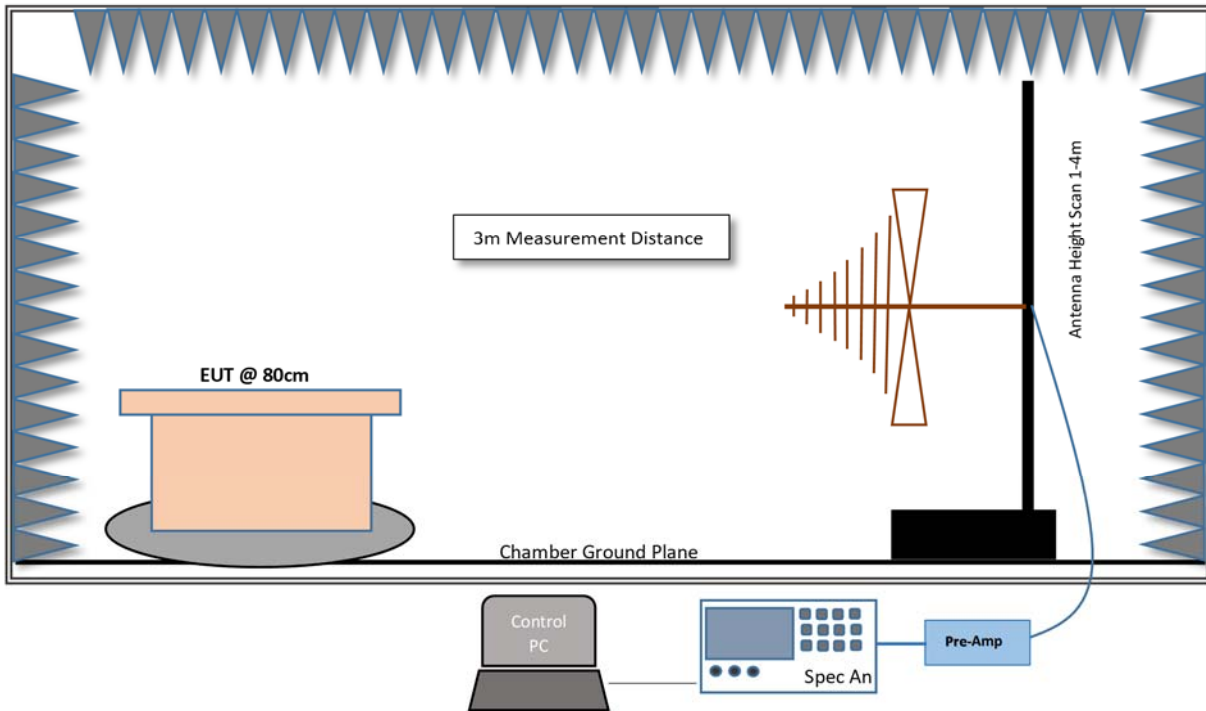 3m Measurement Distance
Antenna Height Scan 1-4m
EUT @ 80cm
Chamber Ground Plane
Control
PC
Spec An
Pre-Amp